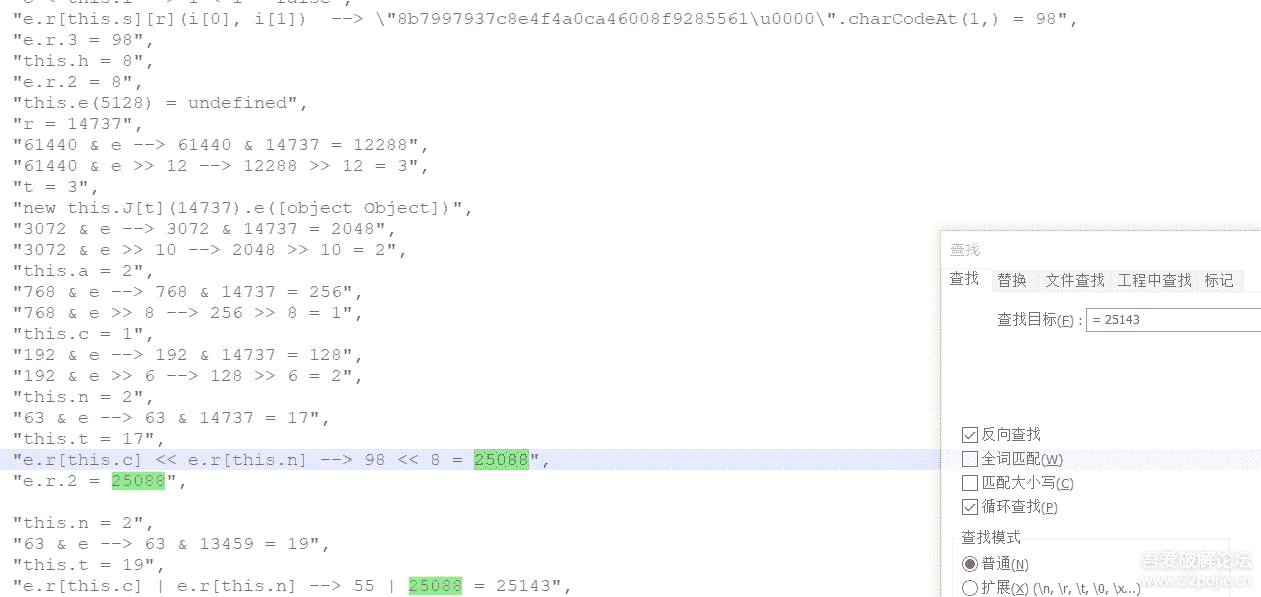 "e.r[this.s][r](i[0], i[1])  --> \"8b7997937c8e4f4a0ca46008f9285561\u0000\".charCodeAt(1,) = 98",
"e.r.3 = 98",
"this.h = 8",
"e.r.2 = 8",
"this.e(5128) = undefined",
"r = 14737",
"61440 & e --> 61440 & 14737 = 12288",
"61440 & e >> 12 --> 12288 >> 12 = 3",
"t = 3",
"new this.J[t](14737).e([object Object])",
"3072 & e --> 3072 & 14737 = 2048",
"3072 & e >> 10 --> 2048 >> 10 = 2",
"this.a = 2",
"768 & e --> 768 & 14737 = 256",
"768 & e >> 8 --> 256 >> 8 = 1",
"this.c = 1",
"192 & e --> 192 & 14737 = 128",
"192 & e >> 6 --> 128 >> 6 = 2",
"this.n = 2",
"63 & e --> 63 & 14737 = 17",
"this.t = 17",
"e.r[this.c] << e.r[this.n] --> 98 << 8 = 25088",
"e.r.2 = 25088",
"this.n = 2",
"63 & e --> 63 & 13459 = 19",
"this.t = 19",
"e.r[this.c] | e.r[this.n] --> 55 | 25088 = 25143",
查找
查找 替换 文件查找 工程中查找 标记
查找目标(F) : = 25143
反向查找
全词匹配(W)
匹配大小写(C)
循环查找(P)
查找模式
普通(N)
扩展(X) (\n, \r, \t, \0, \x...)
吾爱破解论坛
www.52pojie.cn